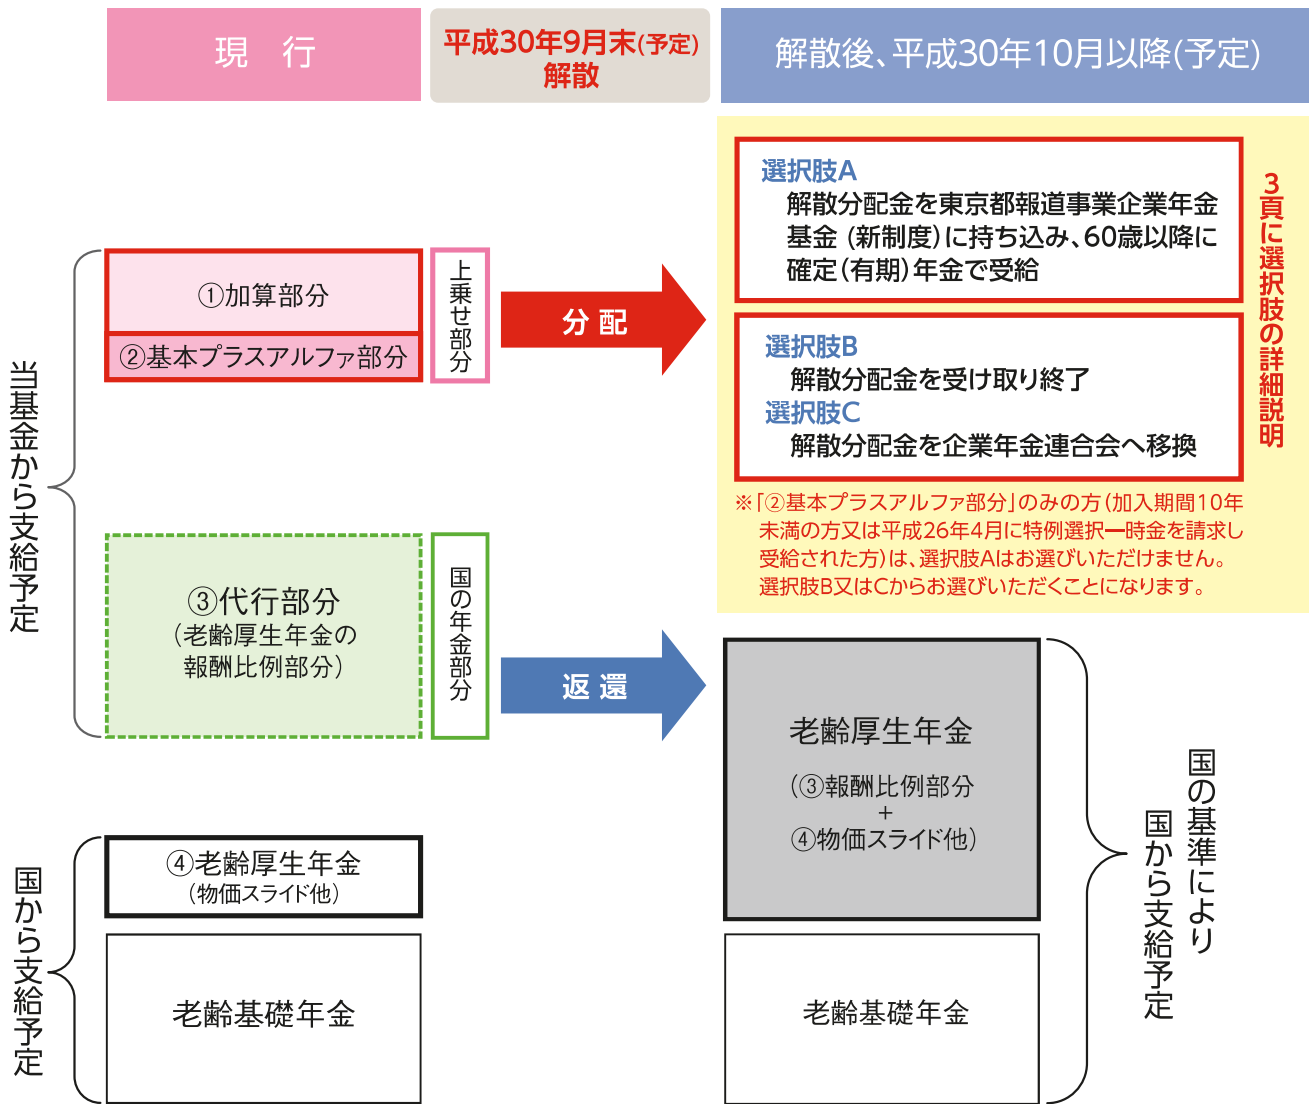 現 行
平成30年9月末(予定)
解散
解散後、平成30年10月以降(予定)
当基金から支給予定
①加算部分
②基本プラスアルファ部分
上乗せ部分
分配
選択肢A
解散分配金を東京都報道事業企業年金
基金(新制度)に持ち込み、60歳以降に
確定(有期)年金で受給
選択肢B
解散分配金を受け取り終了
選択肢C
解散分配金を企業年金連合会へ移換
3頁に選択肢の詳細説明
※「②基本プラスアルファ部分」のみの方(加入期間10年
未満の方又は平成26年4月に特例選択一時金を請求し
受給された方)は、選択肢Aはお選びいただけません。
選択肢B又はCからお選びいただくことになります。
③代行部分
(老齢厚生年金の
報酬比例部分)
国の年金部分
返還
老齢厚生年金
(③報酬比例部分
+
④物価スライド他)
国の基準により
国から支給予定
国から支給予定
④老齢厚生年金
(物価スライド他)
老齢基礎年金
老齢基礎年金